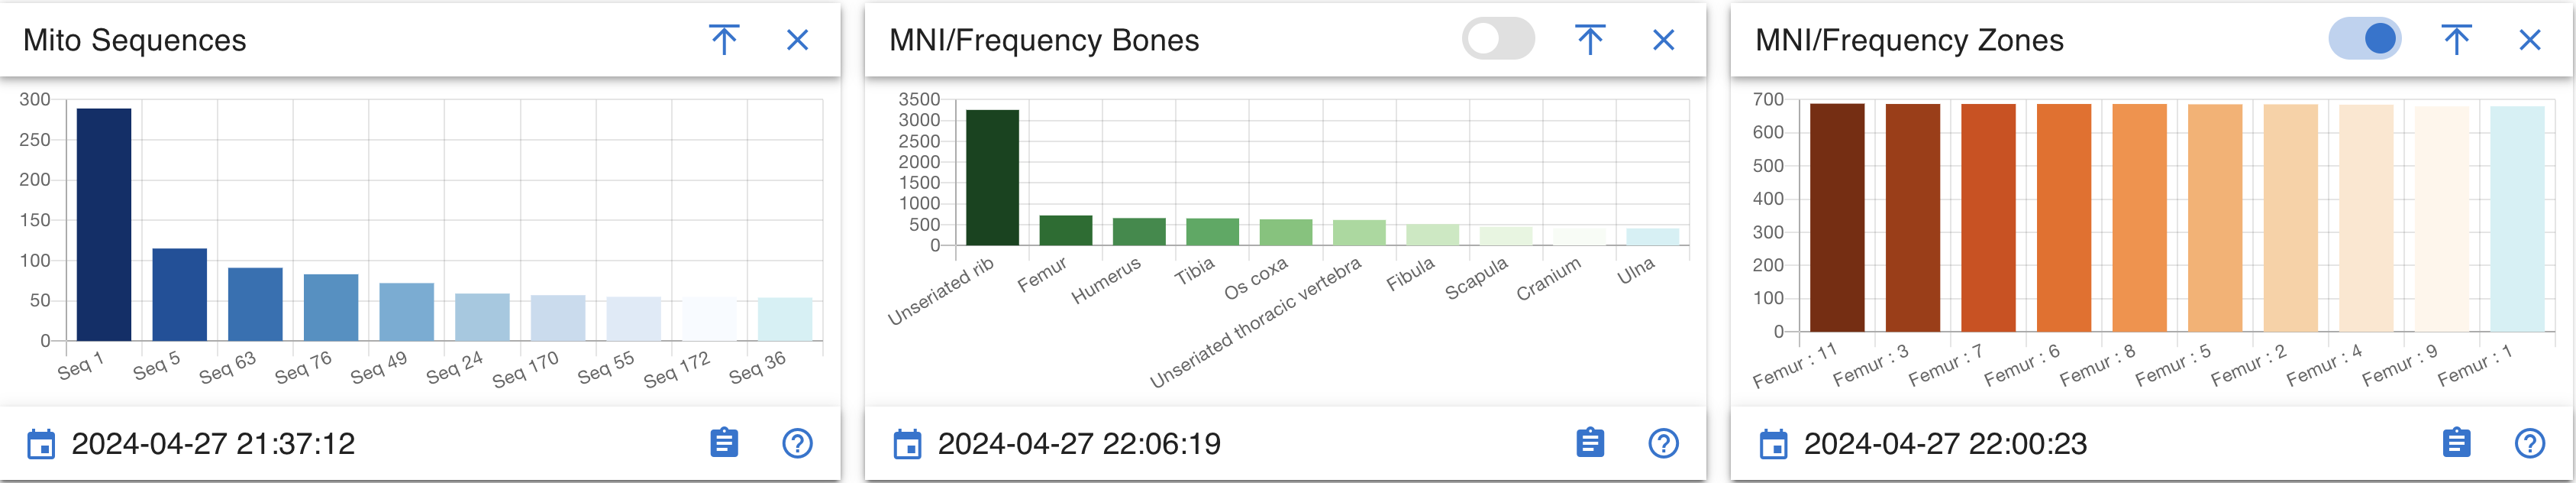 Mito Sequences
300
250
200
150
100
50
0
Seq 1
Seq 5
Seq 63
Seq 76
Seq 49
Seq 24
Seq 170
Seq 55
Seq 172
Seq 36
2024-04-27 21:37:12
MNI/Frequency Bones
3500
3000
2500
2000
1500
1000
500
0
Unseriated rib
Femur
Humerus
Tibia
Os coxa
Unseriated thoracic vertebra
Fibula
Scapula
Cranium
Ulna
2024-04-27 22:06:19
MNI/Frequency Zones
700
600
500
400
300
200
100
0
Femur : 11
Femur : 3
Femur : 7
Femur : 6
Femur : 8
Femur : 5
Femur : 2
Femur : 4
Femur : 9
Femur : 1
2024-04-27 22:00:23